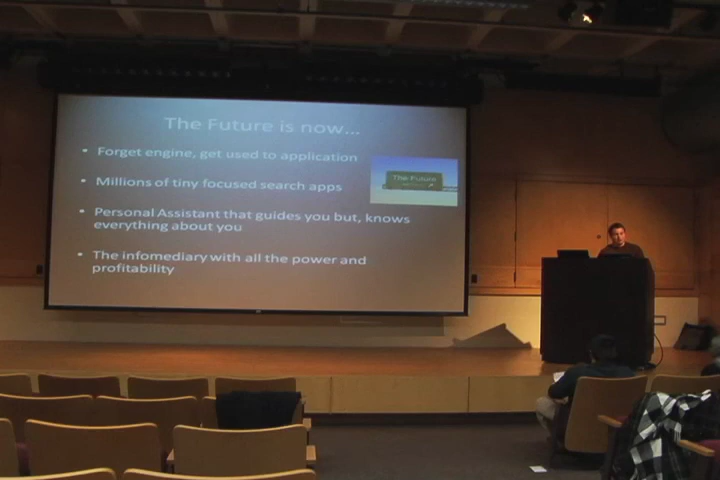 The Future is now...
• Forget engine, get used to application
The Future
• Millions of tiny focused search apps
• Personal Assistant that guides you but, knows
everything about you
• The infomediary with all the power and
profitability